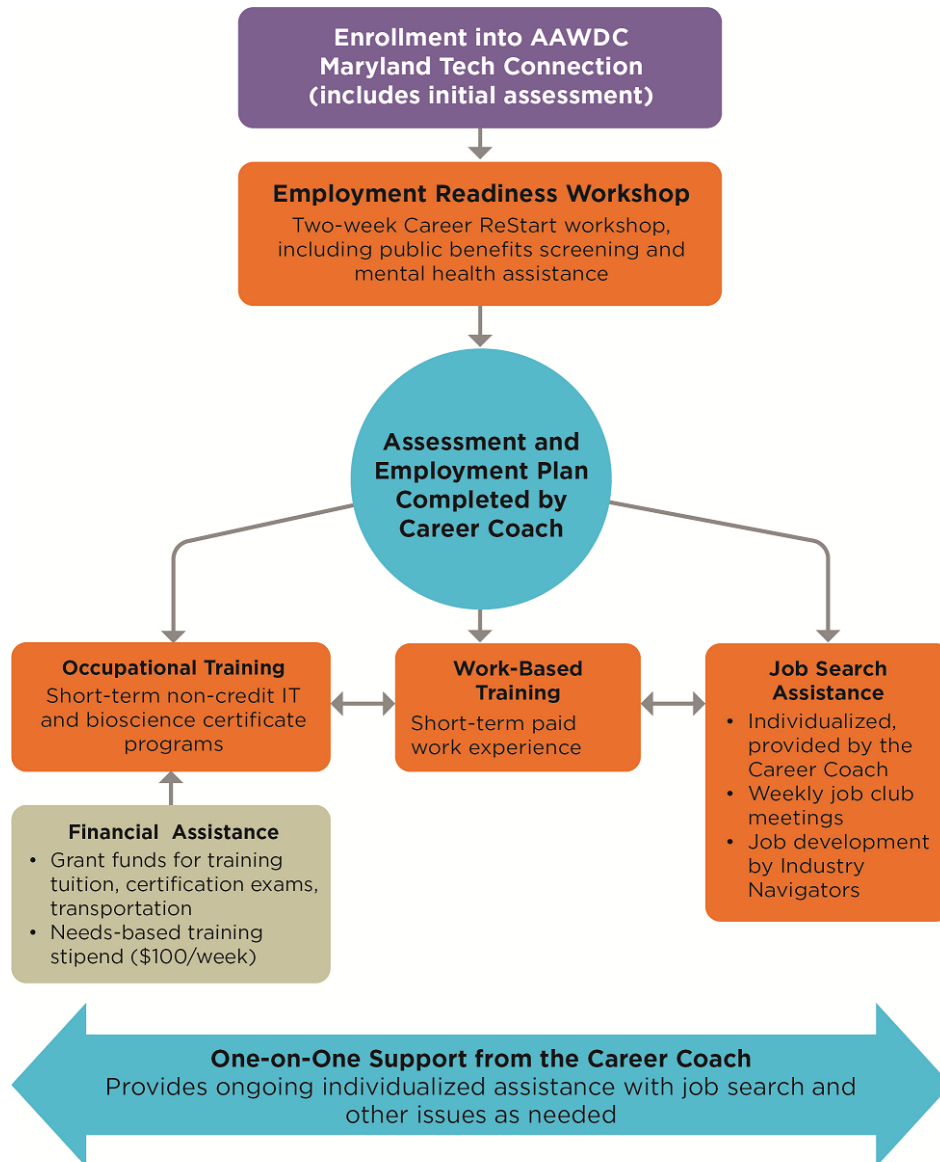 Enrollment into AAWDC
Maryland Tech Connection
(includes initial assessment)
Employment Readiness Workshop
Two-week Career ReStart workshop,
including public benefits screening and
mental health assistance
Assessment and
Employment Plan
Completed by
Career Coach
Occupational Training
Short-term non-credit IT
and bioscience certificate
programs
Work-Based
Training
Short-term paid
work experience
Job Search
Assistance
• Individualized,
provided by the
Career Coach
• Weekly job club
meetings
• Job development
by Industry
Navigators
Financial Assistance
• Grant funds for training
tuition, certification exams,
transportation
• Needs-based training
stipend ($100/week)
One-on-One Support from the Career Coach
Provides ongoing individualized assistance with job search and
other issues as needed